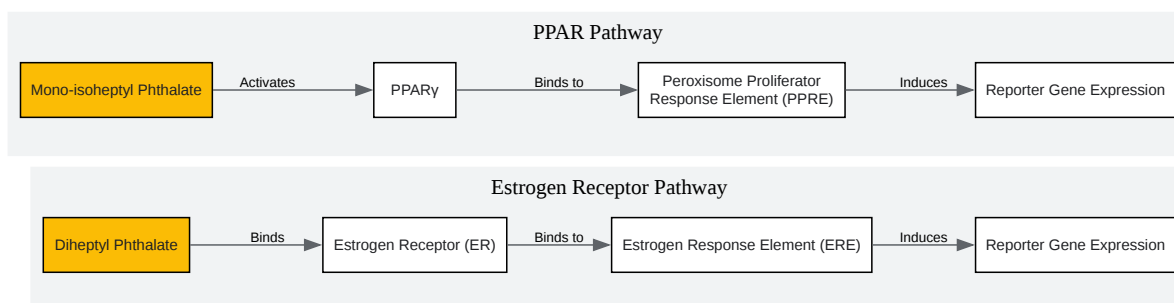 PPAR Pathway
Mono-isoheptyl Phthalate
Activates
PPARγ
Binds to
Peroxisome Proliferator
Response Element (PPRE)
Induces
Reporter Gene Expression
Estrogen Receptor Pathway
Diheptyl Phthalate
Binds
Estrogen Receptor (ER)
Binds to
Estrogen Response Element (ERE)
Induces
Reporter Gene Expression